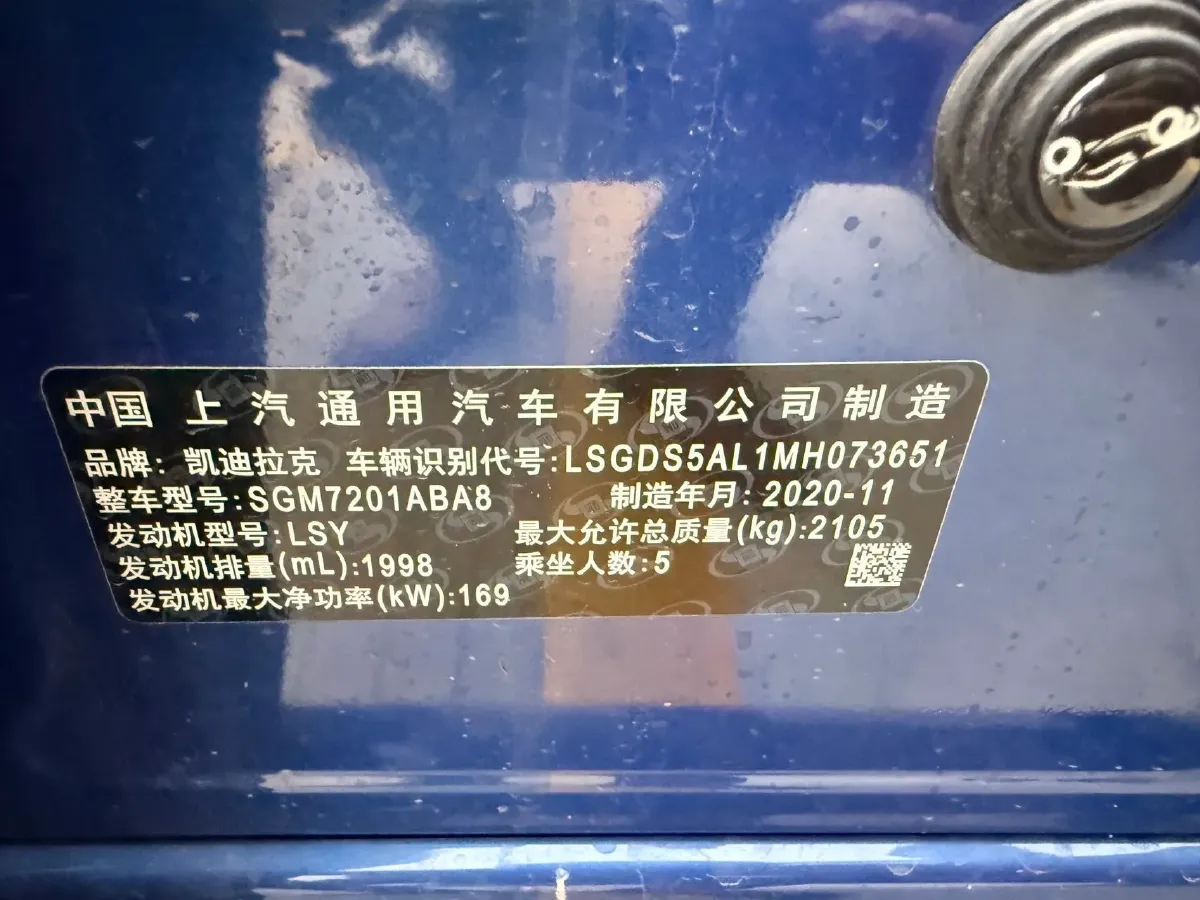 中国 上汽通用汽车有限公司制造
品牌: 凯迪拉克 车辆识别代号:LSGDS5AL1MH073651
整车型号:SGM7201ABA8 制造年月: 2020-11
发动机型号:LSY 最大允许总质量(kg):2105
发动机排量(mL):1998 乘坐人数:5
发动机最大净功率(kW):169